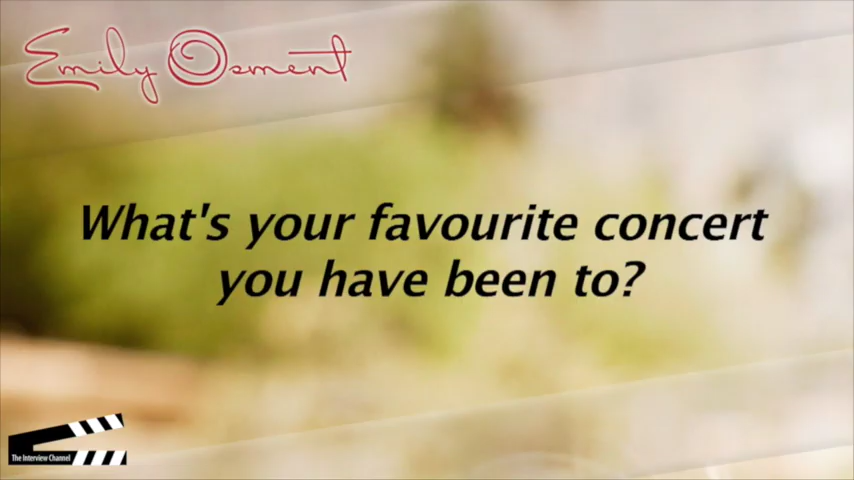 Emily Osment
What's your favourite concert
you have been to?
The Interview Channel